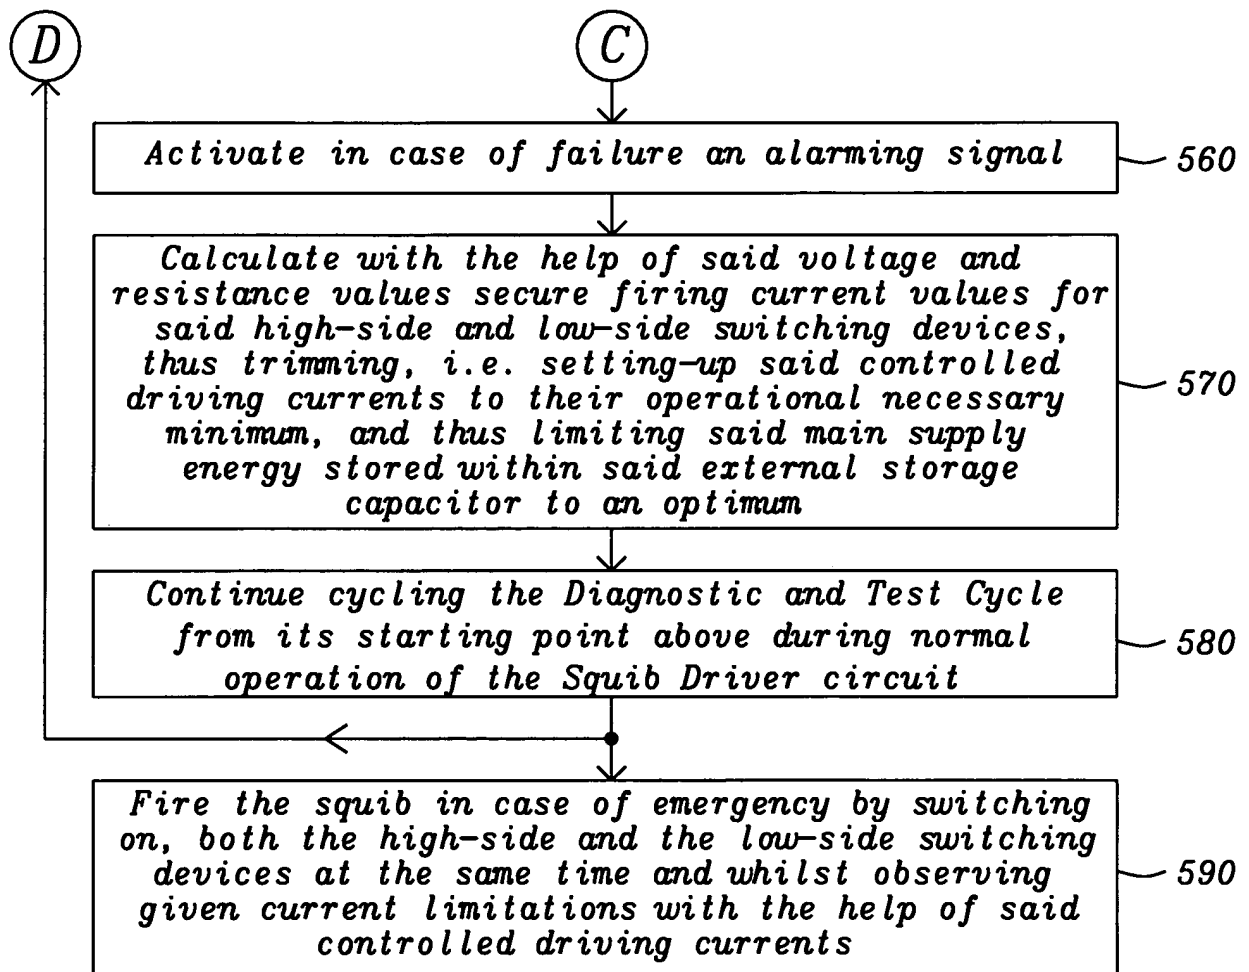 D
C
Activate in case of failure an alarming signal
560
Calculate with the help of said voltage and
resistance values secure firing current values for
said high-side and low-side switching devices,
thus trimming, i.e. setting-up said controlled
driving currents to their operational necessary
minimum, and thus limiting said main supply
energy stored within said external storage
capacitor to an optimum
570
Continue cycling the Diagnostic and Test Cycle
from its starting point above during normal
operation of the Squib Driver circuit
580
Fire the squib in case of emergency by switching
on, both the high-side and the low-side switching
devices at the same time and whilst observing
given current limitations with the help of said
controlled driving currents
590